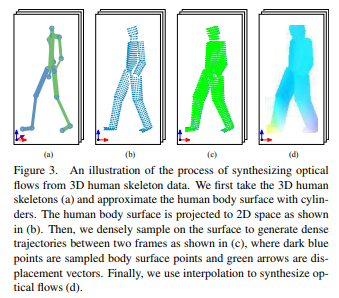 (a) (b) (c) (d)
Figure 3. An illustration of the process of synthesizing optical
flows from 3D human skeleton data. We first take the 3D human
skeletons (a) and approximate the human body surface with cylin-
ders. The human body surface is projected to 2D space as shown
in (b). Then, we densely sample on the surface to generate dense
trajectories between two frames as shown in (c), where dark blue
points are sampled body surface points and green arrows are dis-
placement vectors. Finally, we use interpolation to synthesize op-
tical flows (d).